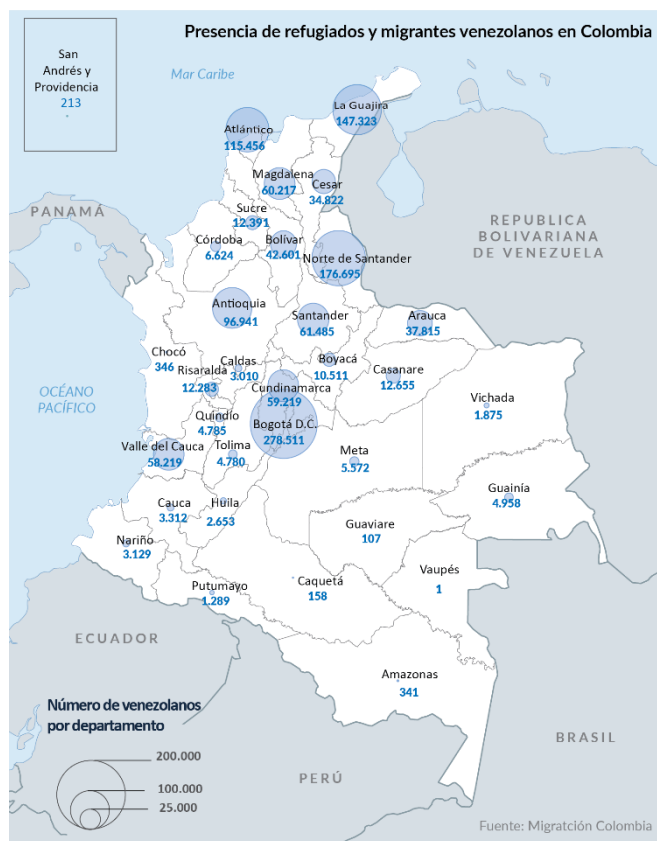 Presencia de refugiados y migrantes venezolanos en Colombia
San
Andrés y
Providencia
213
Mar Caribe
La Guajira
147.323
Atlántico
115.456
Magdalena
60.217
Cesar
34.822
PANAMÁ
Sucre
12.391
REPUBLICA
BOLIVARIANA
DE VENEZUELA
Córdoba
6.624
Bolívar
42.601
Norte de Santander
176.695
Antioquia
96.941
Santander
61.485
Arauca
37.815
Chocó
346
Risaralda
12.283
Caldas
3.010
Boyacá
10.511
Casanare
12.655
OCÉANO
PACÍFICO
Cundinamarca
59.219
Vichada
1.875
Quindío
4.785
Bogotá D.C.
278.511
Valle del Cauca
58.219
Tolima
4.780
Meta
5.572
Guainía
4.958
Cauca
3.312
Huila
2.653
Guaviare
107
Nariño
3.129
Vaupés
1
Putumayo
1.289
Caquetá
158
ECUADOR
Amazonas
341
Número de venezolanos
por departamento
BRASIL
200.000
100.000
25.000
PERÚ
Fuente: Migratción Colombia